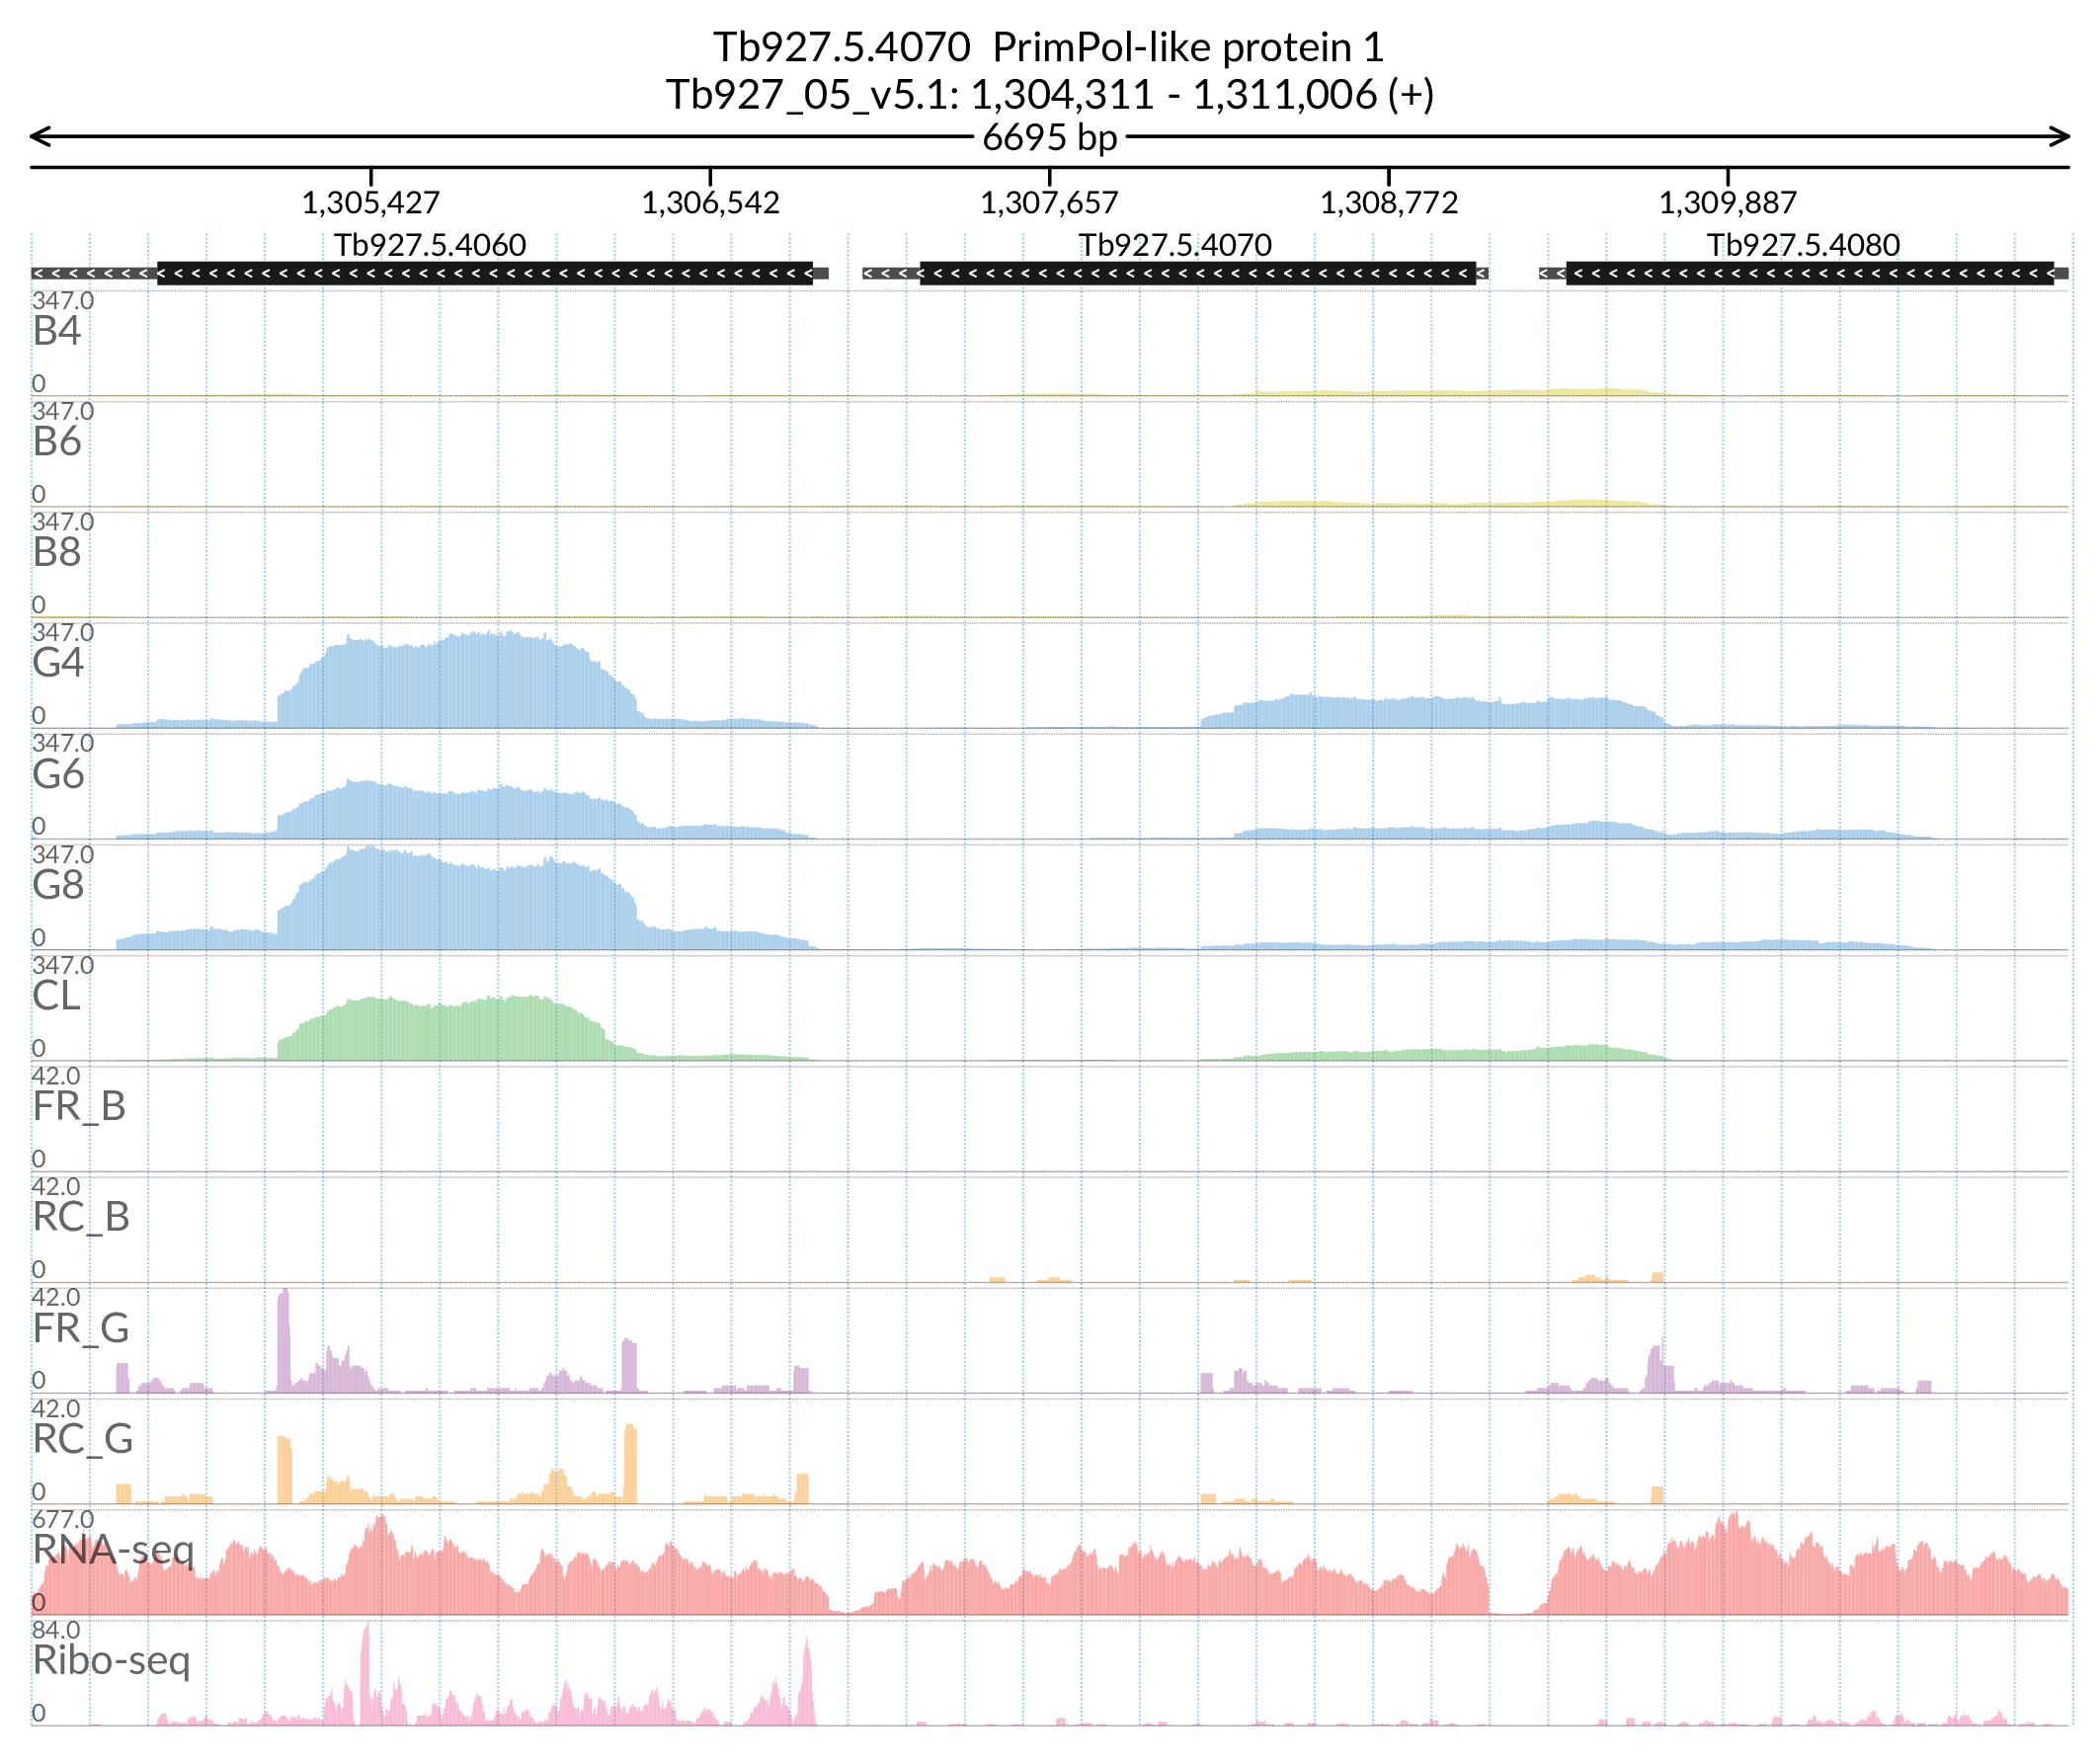 Tb927.5.4070  PrimPol-like protein 1
Tb927_05_v5.1: 1,304,311 - 1,311,006 (+)
6695 bp
1,305,427 1,306,542 1,307,657 1,308,772 1,309,887
Tb927.5.4060 Tb927.5.4070 Tb927.5.4080
347.0
B4
0
347.0
B6
0
347.0
B8
0
347.0
G4
0
347.0
G6
0
347.0
G8
0
347.0
CL
0
42.0
FR_B
0
42.0
RC_B
0
42.0
FR_G
0
42.0
RC_G
0
677.0
RNA-seq
0
84.0
Ribo-seq
0